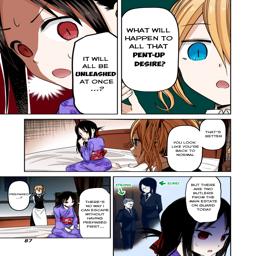 WHAT WILL
HAPPEN TO
ALL THAT
PENT-UP
DESIRE?
IT WILL
ALL BE
UNLEASHED
AT ONCE
...?
THAT'S
BETTER!
YOU LOOK
LIKE YOU'RE
BACK TO
NORMAL.
BUT THERE
ARE TWO
BUTLERS
FROM THE
MAIN ESTATE
ON GUARD
TODAY
THERE'S
NO WAY I
CAN ESCAPE
WITHOUT
HAVING
PREPARED
FIRST...
PREPARED...
87